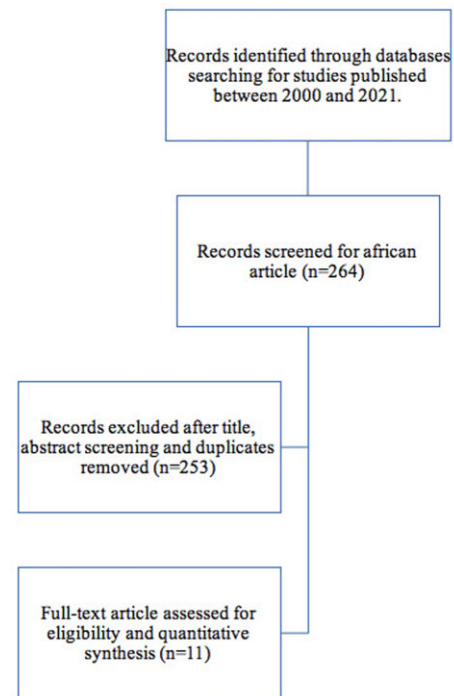 Records identified through databases
searching for studies published
between 2000 and 2021.
Records screened for african
article (n=264)
Records excluded after title,
abstract screening and duplicates
removed (n=253)
Full-text article assessed for
eligibility and quantitative
synthesis (n=11)